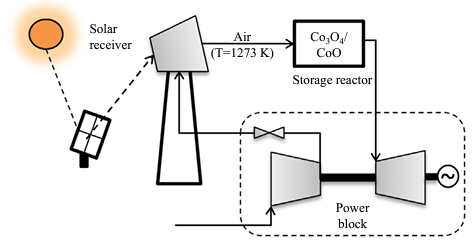 Solar
receiver
Air
(T=1273 K)
Co₃O₄/
CoO
Storage reactor
Power
block